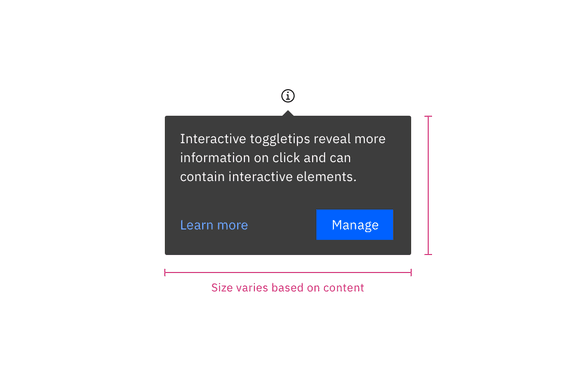 Interactive toggletips reveal more
information on click and can
contain interactive elements.
Learn more
Manage
Size varies based on content